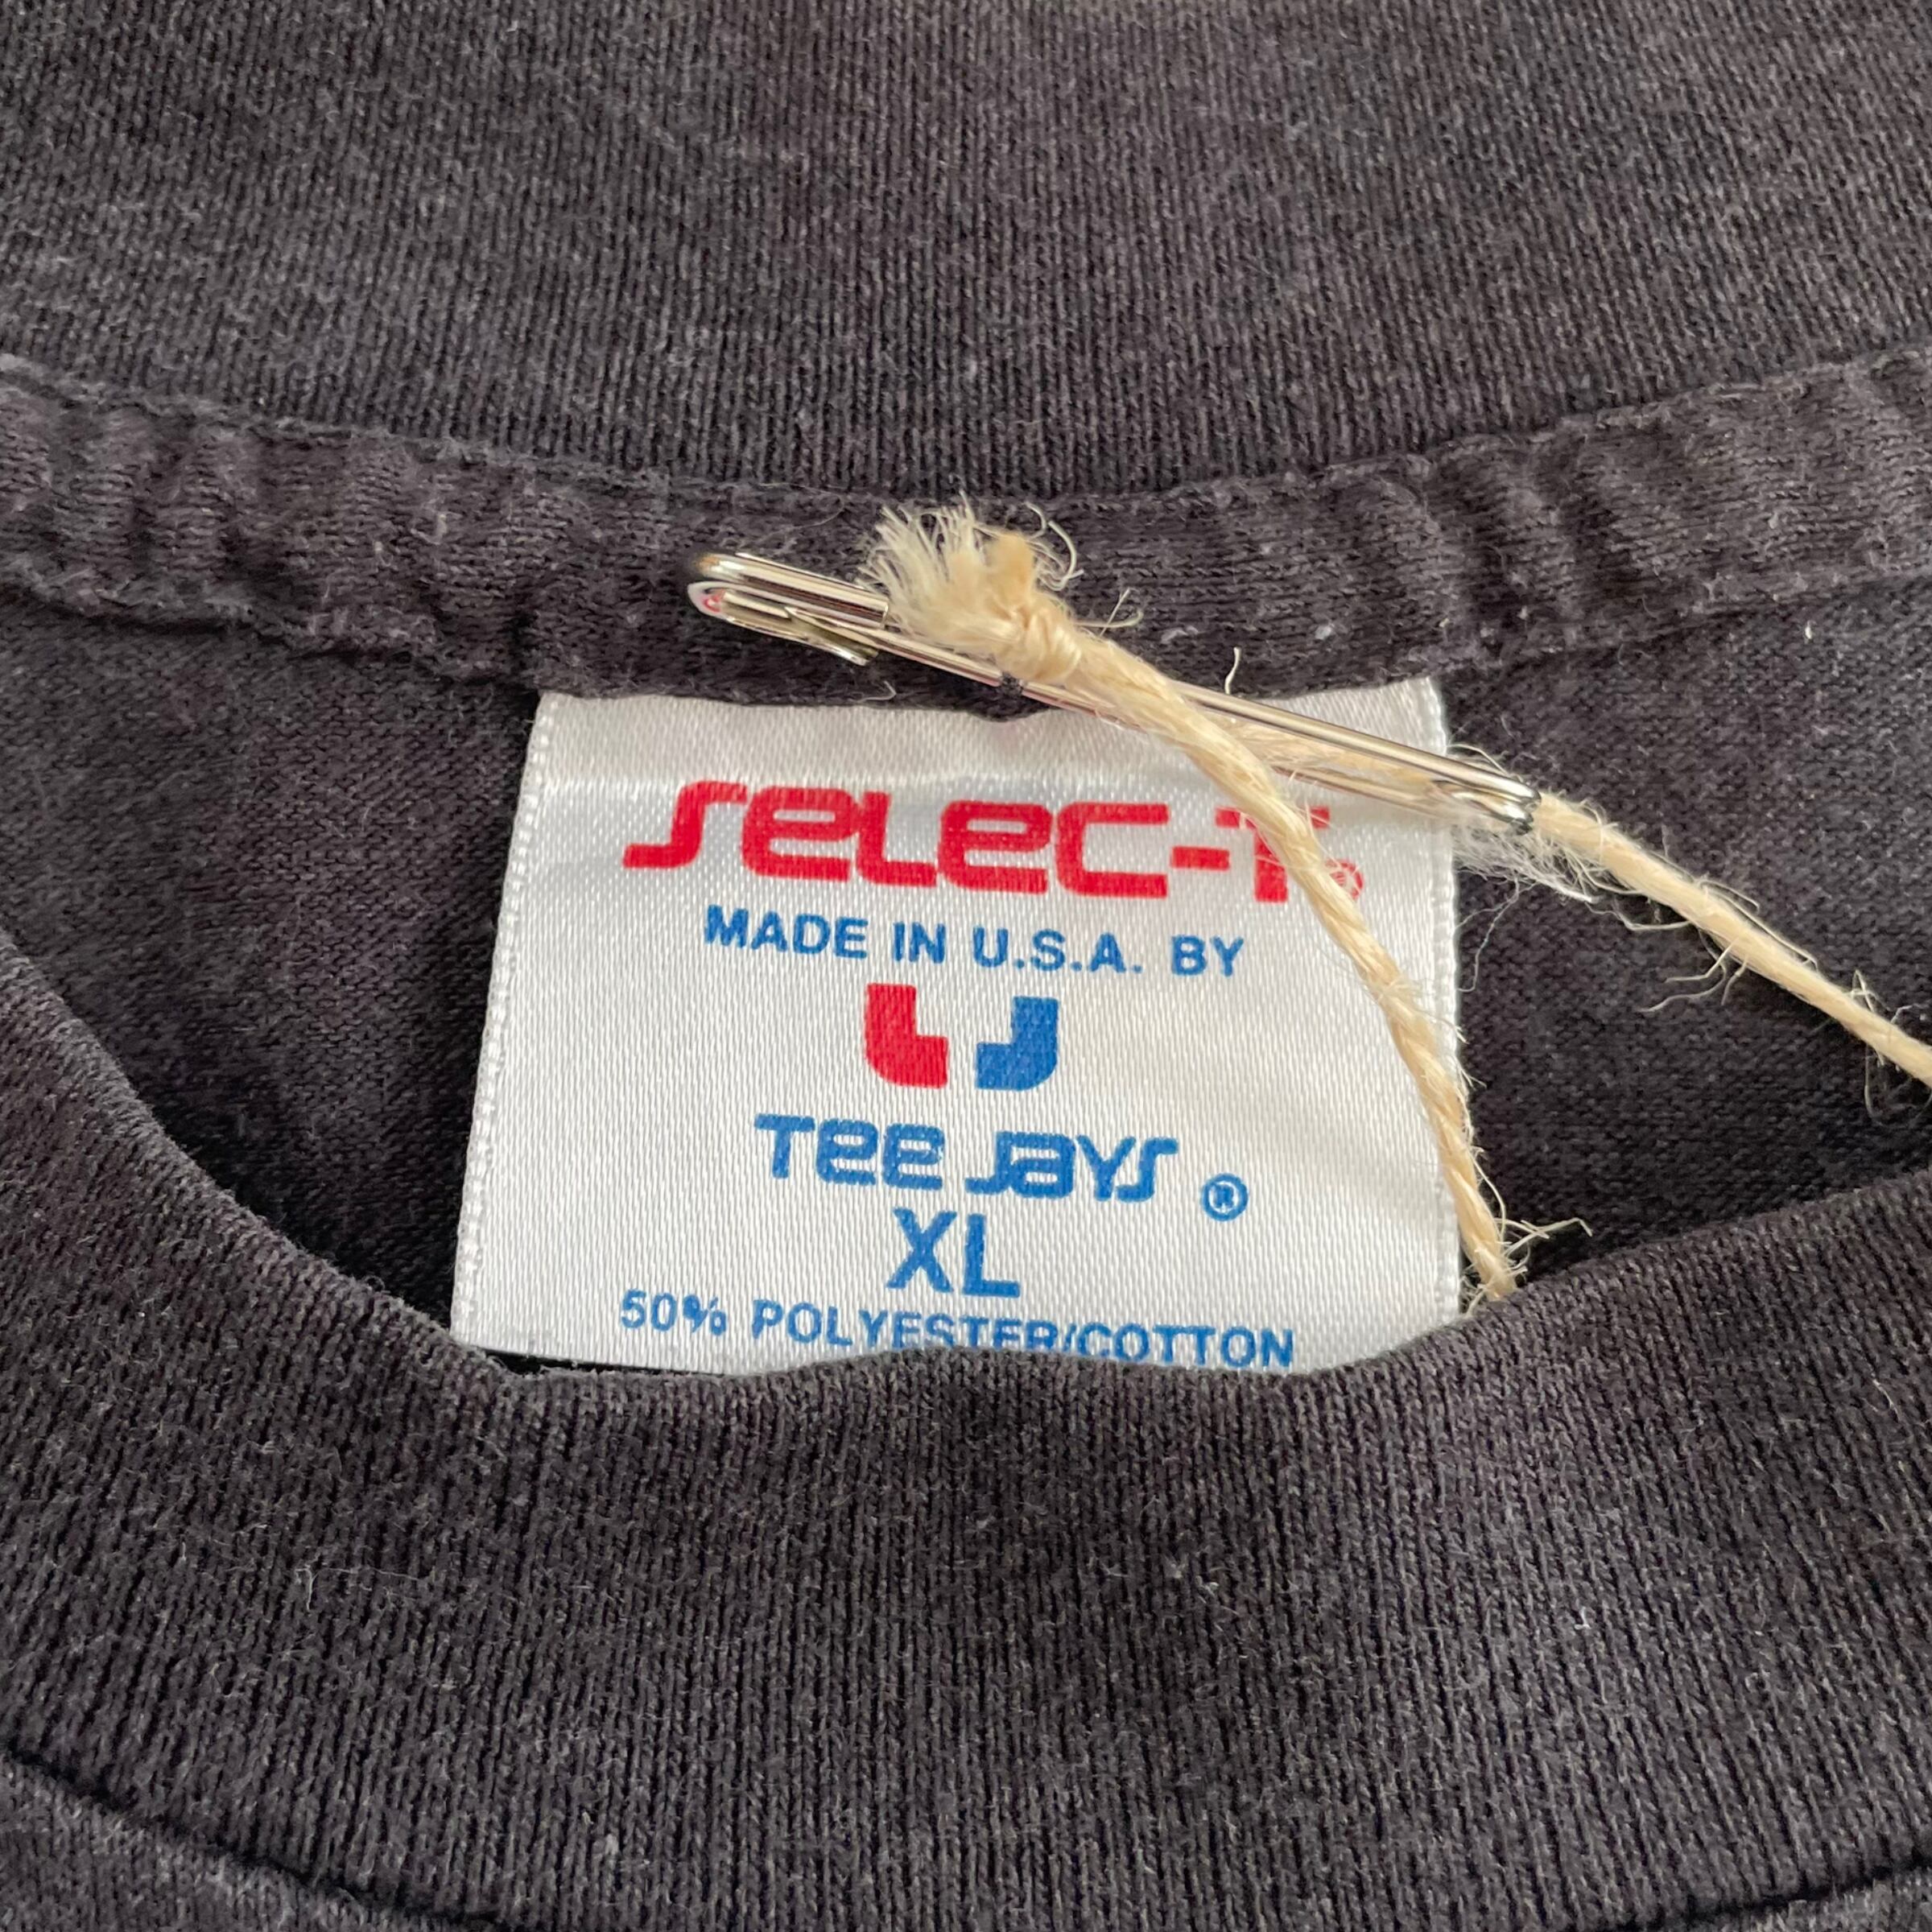 SELEC-T®
MADE IN U.S.A. BY
TEE JAYS ®
XL
50% POLYESTER/COTTON